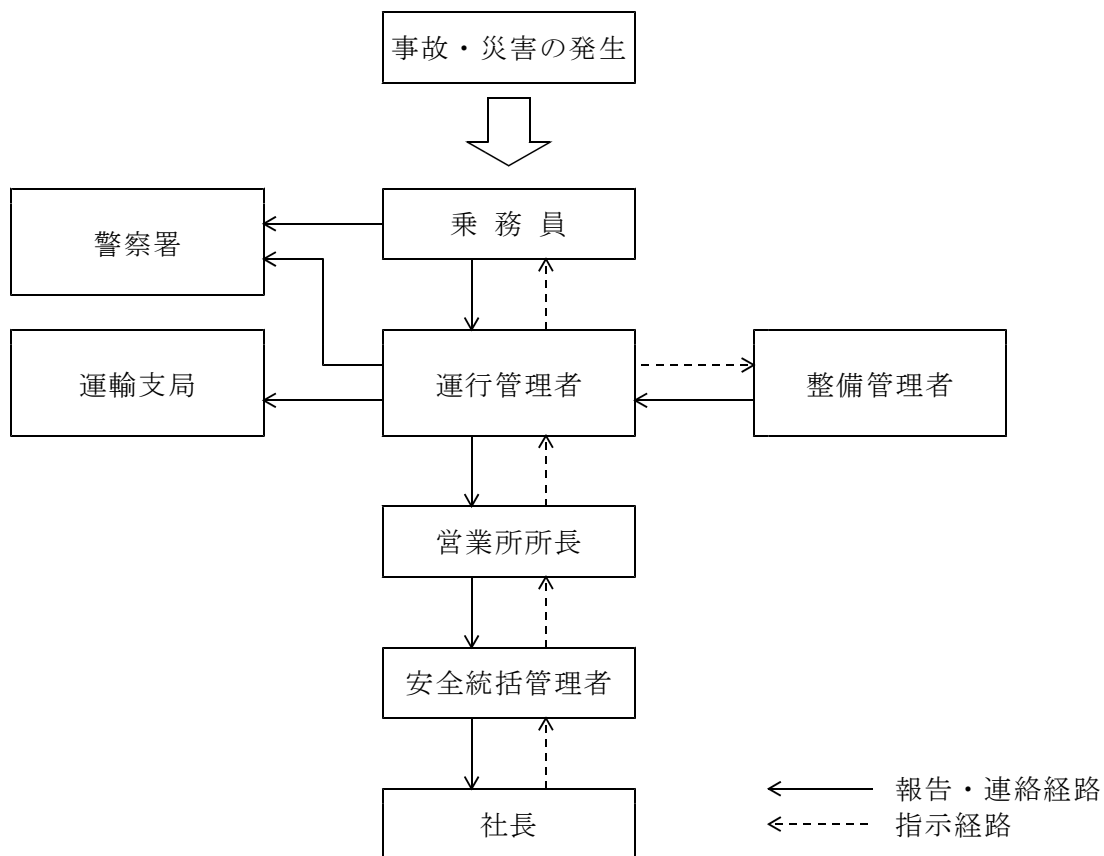 事故・災害の発生
乗 務 員
警察署
運輸支局
運行管理者
整備管理者
営業所所長
安全統括管理者
社長
報告・連絡経路
指示経路